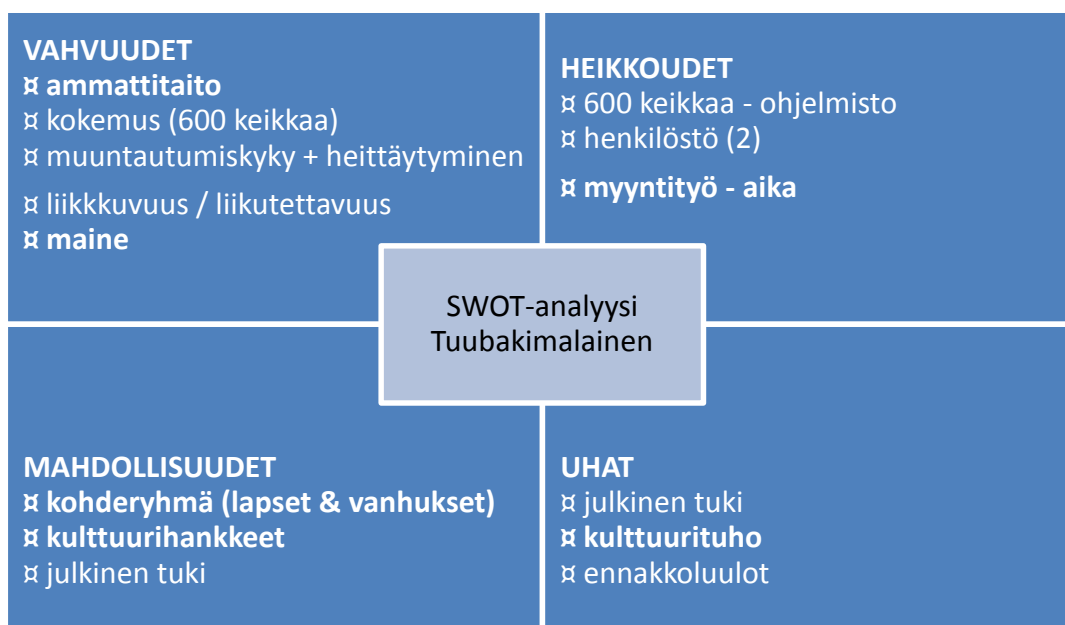 VAHVUUDET
¤ ammattitaito
¤ kokemus (600 keikkaa)
¤ muuntautumiskyky + heittäytyminen
¤ liikkkuvuus / liikutettavuus
¤ maine
HEIKKOUDET
¤ 600 keikkaa - ohjelmisto
¤ henkilöstö (2)
¤ myyntityö - aika
SWOT-analyysi
Tuubakimalainen
MAHDOLLISUUDET
¤ kohderyhmä (lapset & vanhukset)
¤ kulttuurihankkeet
¤ julkinen tuki
UHAT
¤ julkinen tuki
¤ kulttuurituho
¤ ennakkoluulot